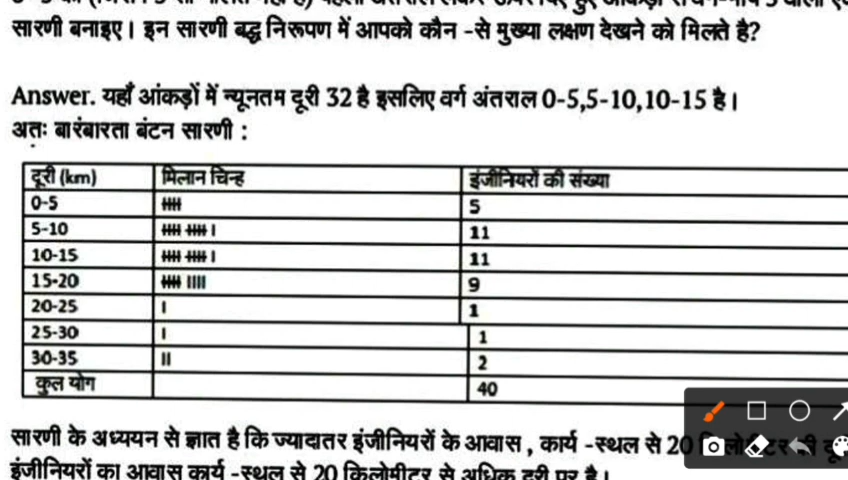 सारणी बनाइए। इन सारणी बद्ध निरूपण में आपको कौन -से मुख्या लक्षण देखने को मिलते है?
Answer. यहाँ आंकड़ों में न्यूनतम दूरी 32 है इसलिए वर्ग अंतराल 0-5,5-10,10-15 है।
अतः बारंबारता बंटन सारणी :
दूरी (km) मिलान चिन्ह इंजीनियरों की संख्या
0-5 5
5-10 11
10-15 11
15-20 9
20-25 1
25-30 1
30-35 2
कुल योग 40
सारणी के अध्ययन से ज्ञात है कि ज्यादातर इंजीनियरों के आवास , कार्य -स्थल से 20
इंजीनियरों का आवास कार्य -स्थल से 20 किलोमीटर से अधिक दूरी पर है।